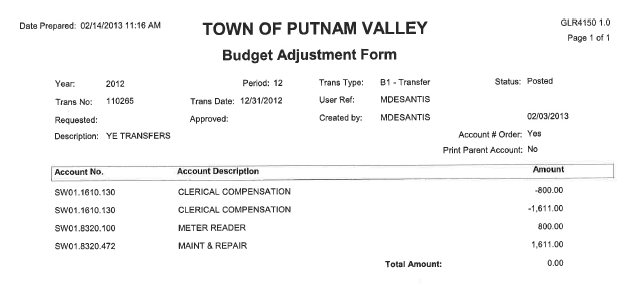 Date Prepared: 02/14/2013 11:16 AM TOWN OF PUTNAM VALLEY GLR4150 1.0
Page 1 of 1
Budget Adjustment Form
Year: 2012 Period: 12 Trans Type: B1 - Transfer Status: Posted
Trans No: 110265 Trans Date: 12/31/2012 User Ref: MDESANTIS
Requested: Approved: Created by: MDESANTIS 02/03/2013
Description: YE TRANSFERS Account # Order: Yes
Print Parent Account: No
Account No. Account Description Amount
SW01.1610.130 CLERICAL COMPENSATION -800.00
SW01.1610.130 CLERICAL COMPENSATION -1,611.00
SW01.8320.100 METER READER 800.00
SW01.8320.472 MAINT & REPAIR 1,611.00
Total Amount: 0.00